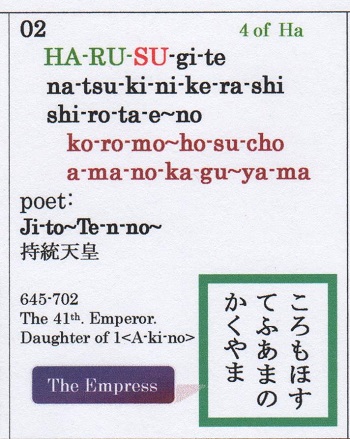 02
4 of Ha
HA-RU-SU-gi-te
na-tsu-ki-ni-ke-ra-shi
shi-ro-ta-e~no
ko-ro-mo~ho-su-cho
a-ma-no-ka-gu~ya-ma
poet:
Ji-to~Te-n-no~
持統天皇
645-702
The 41th. Emperor.
Daughter of 1<A-ki-no>
The Empress
ころもほす
てふあまの
かくやま